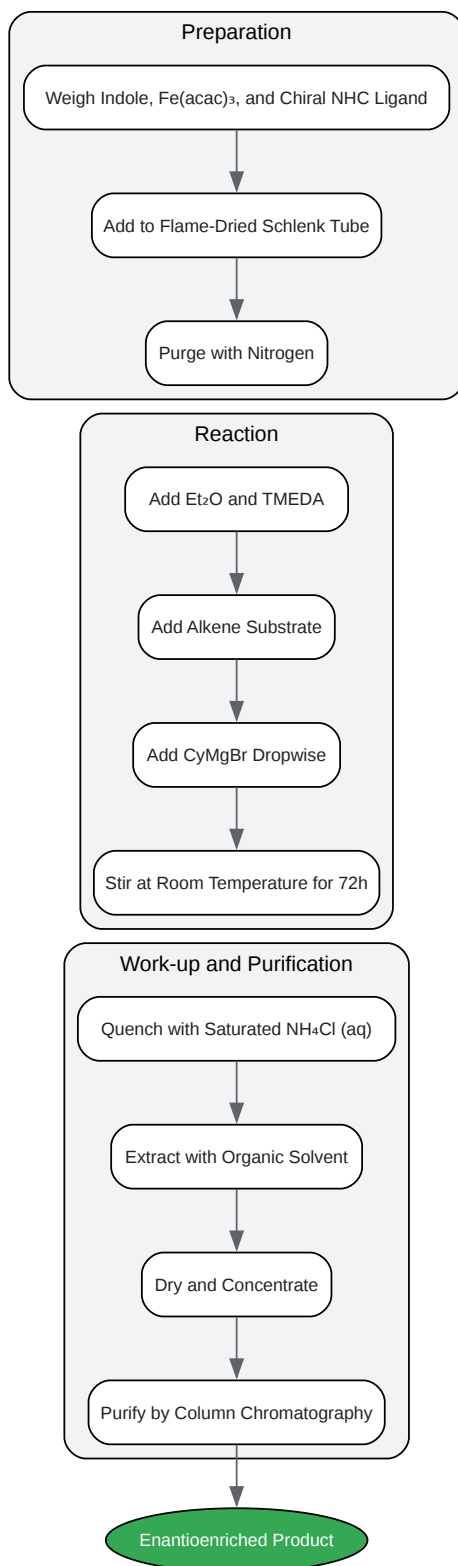 Preparation
Weigh Indole, Fe(acac)₃, and Chiral NHC Ligand
Add to Flame-Dried Schlenk Tube
Purge with Nitrogen
Reaction
Add Et₂O and TMEDA
Add Alkene Substrate
Add CyMgBr Dropwise
Stir at Room Temperature for 72h
Work-up and Purification
Quench with Saturated NH₄Cl (aq)
Extract with Organic Solvent
Dry and Concentrate
Purify by Column Chromatography
Enantioenriched Product